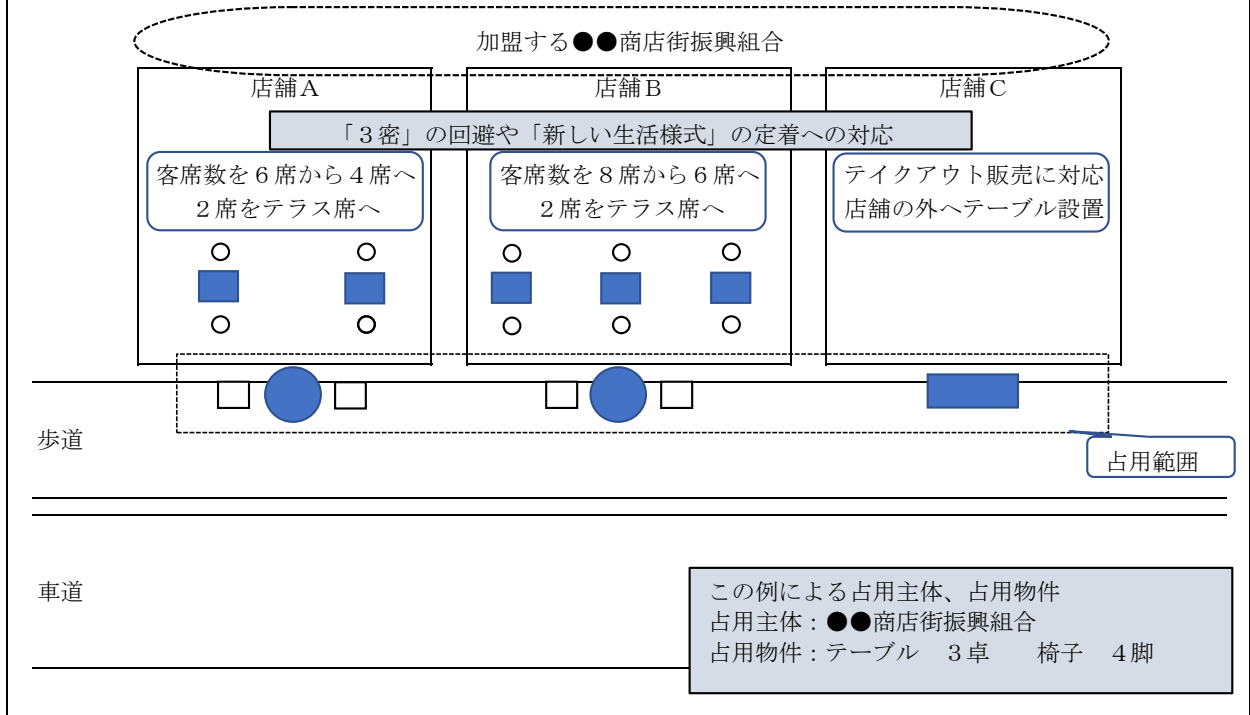 加盟する●●商店街振興組合
店舗A
店舗B
店舗C
「３密」の回避や「新しい生活様式」の定着への対応
客席数を６席から４席へ
２席をテラス席へ
客席数を８席から６席へ
２席をテラス席へ
テイクアウト販売に対応
店舗の外へテーブル設置
歩道
占用範囲
車道
この例による占用主体、占用物件
占用主体：●●商店街振興組合
占用物件：テーブル　３卓　　椅子　４脚